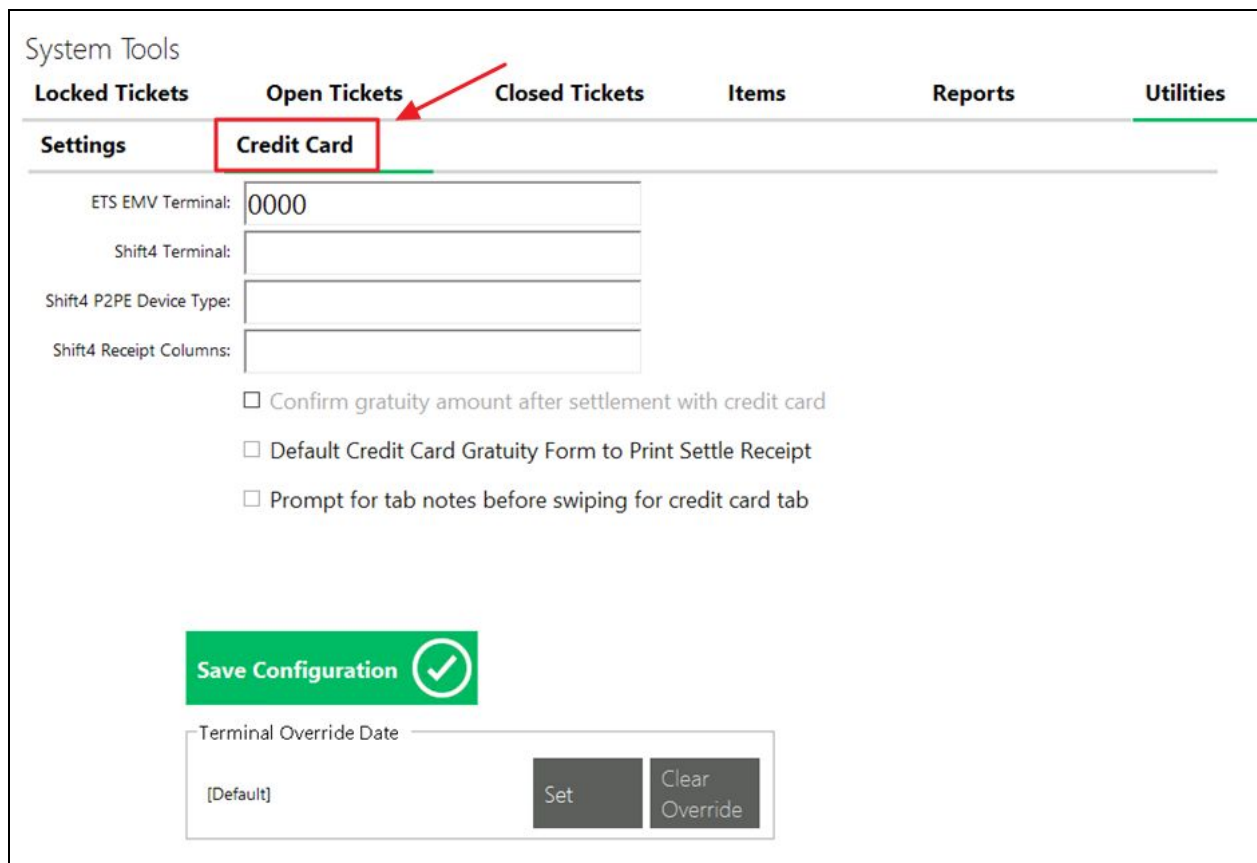 System Tools
Locked Tickets Open Tickets Closed Tickets Items Reports Utilities
Settings Credit Card
ETS EMV Terminal: 0000
Shift4 Terminal:
Shift4 P2PE Device Type:
Shift4 Receipt Columns:
Confirm gratuity amount after settlement with credit card
Default Credit Card Gratuity Form to Print Settle Receipt
Prompt for tab notes before swiping for credit card tab
Save Configuration
Terminal Override Date
[Default] Set Clear
Override